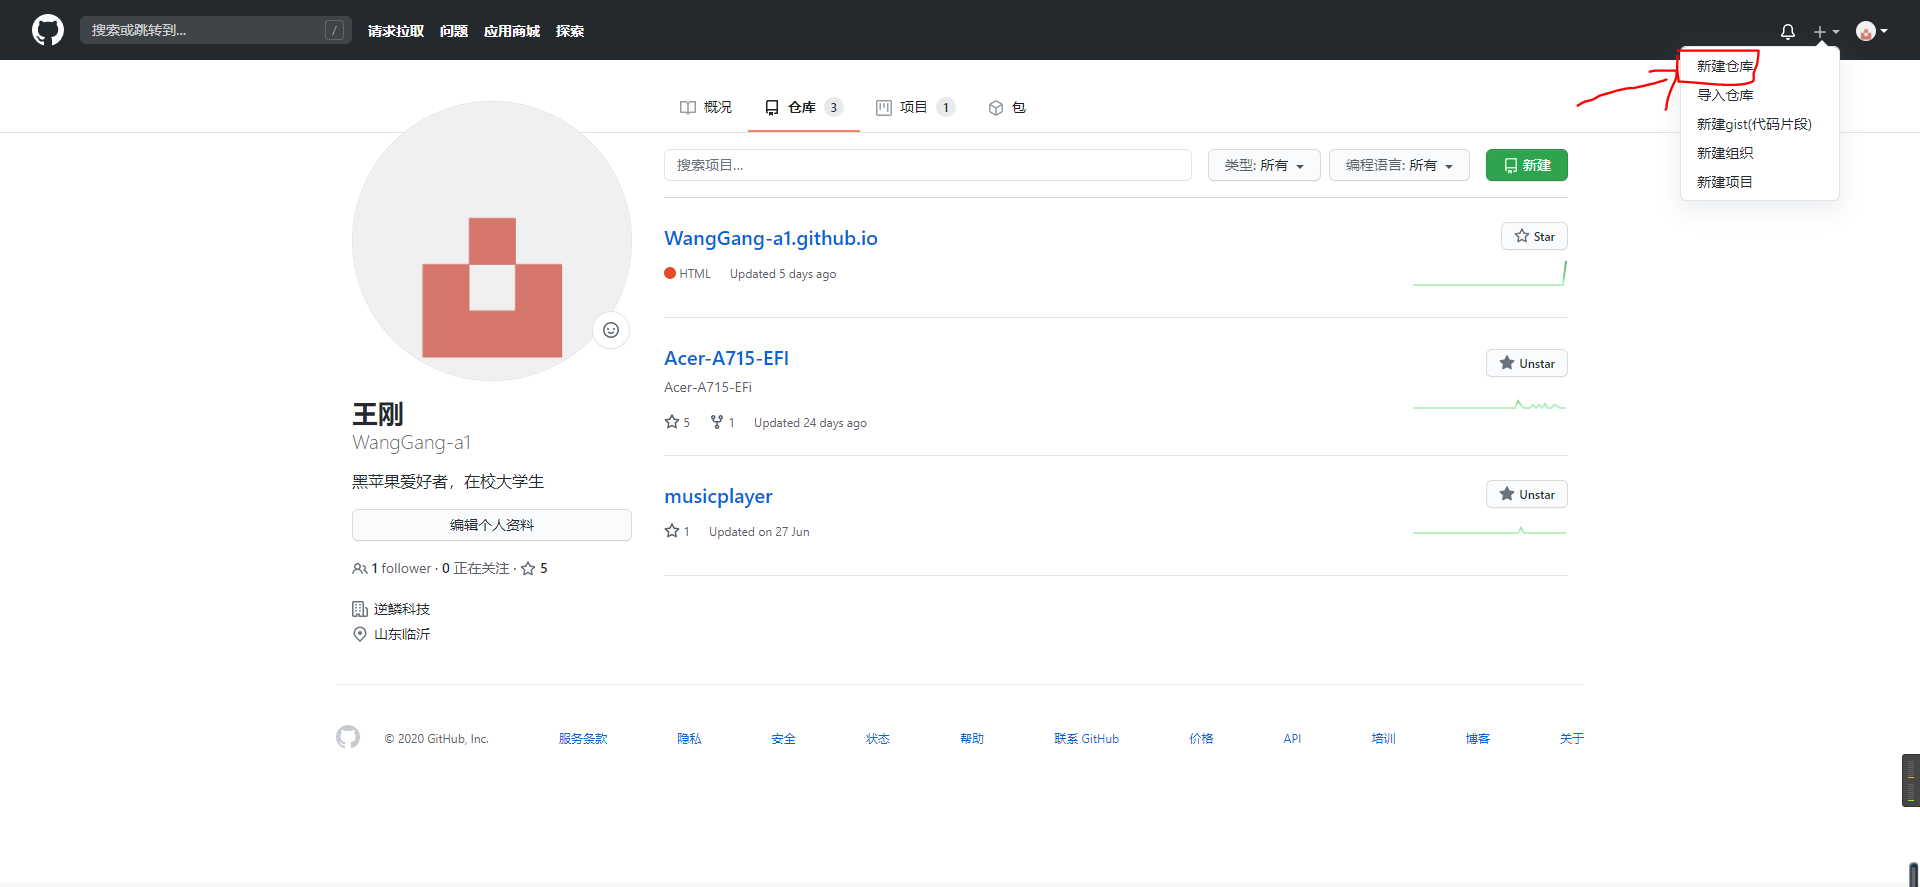 搜索或跳转到...
/
请求拉取 问题 应用商城 探索
新建仓库
导入仓库
新建gist(代码片段)
新建组织
新建项目
概况 仓库 3 项目 1 包
搜索项目...
类型: 所有
编程语言: 所有
新建
WangGang-a1.github.io
Star
HTML Updated 5 days ago
Acer-A715-EFI
Unstar
Acer-A715-EFi
5 1 Updated 24 days ago
musicplayer
Unstar
1 Updated on 27 Jun
王刚
WangGang-a1
黑苹果爱好者，在校大学生
编辑个人资料
1 follower · 0 正在关注 · 5
逆鳞科技
山东临沂
© 2020 GitHub, Inc. 服务条款 隐私 安全 状态 帮助 联系 GitHub 价格 API 培训 博客 关于